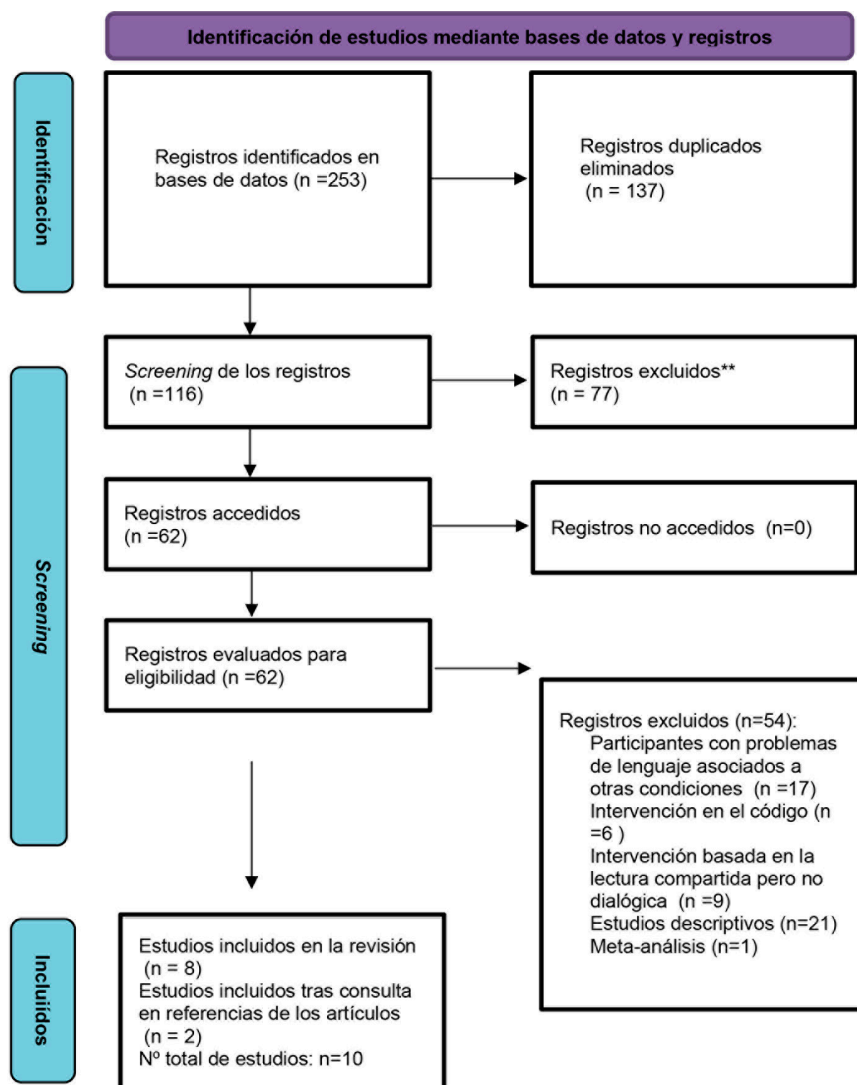 Identificación de estudios mediante bases de datos y registros
Identificación
Registros identificados en
bases de datos (n =253)
Registros duplicados
eliminados
(n = 137)
Screening
Screening de los registros
(n =116)
Registros excluidos**
(n = 77)
Registros accedidos
(n =62)
Registros no accedidos (n=0)
Registros evaluados para
eligibilidad (n =62)
Registros excluidos (n=54):
Participantes con problemas
de lenguaje asociados a
otras condiciones (n =17)
Intervención en el código (n
=6 )
Intervención basada en la
lectura compartida pero no
dialógica (n =9)
Estudios descriptivos (n=21)
Meta-análisis (n=1)
Incluiídos
Estudios incluidos en la revisión
(n = 8)
Estudios incluidos tras consulta
en referencias de los artículos
(n = 2)
Nº total de estudios: n=10